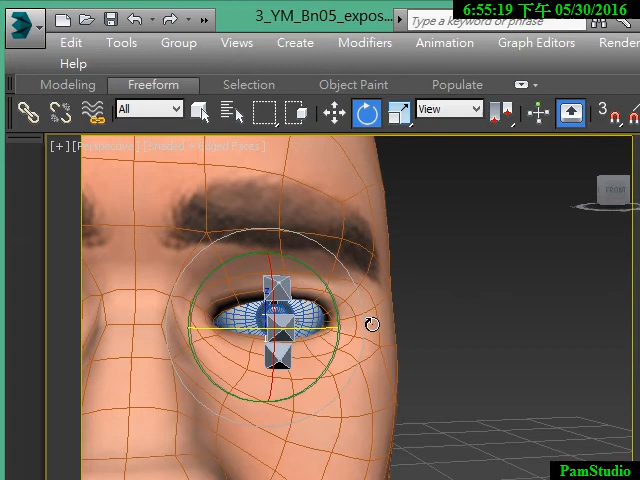 6:55:19 下午 05/30/2016
3_YM_Bn05_expos...
Type a keyword or phrase
Edit Tools Group Views Create Modifiers Animation Graph Editors Render
Help
Modeling Freeform Selection Object Paint Populate
All View 3
[+] [Perspective] [Shaded + Edged Faces]
FRONT
Z
PamStudio